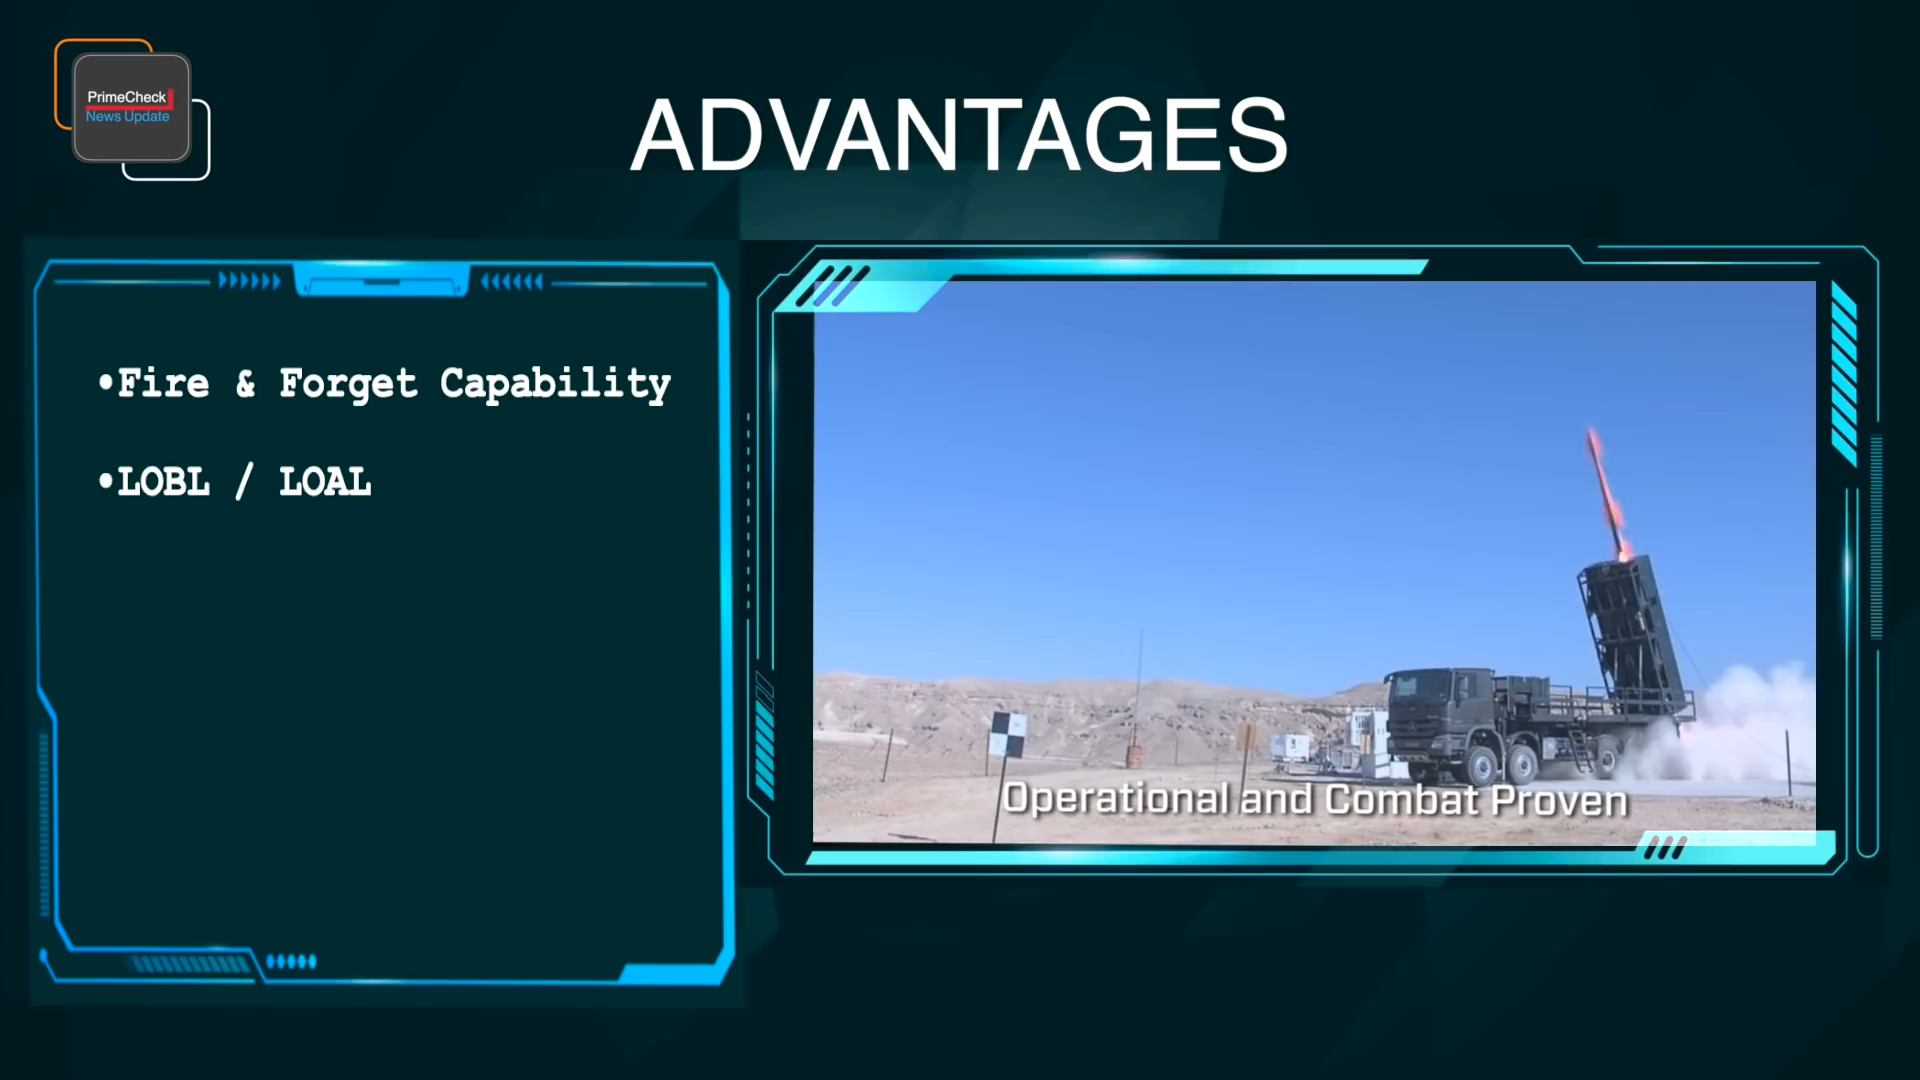 PrimeCheck
News Update
ADVANTAGES
•Fire & Forget Capability
•LOBL / LOAL
Operational and Combat Proven